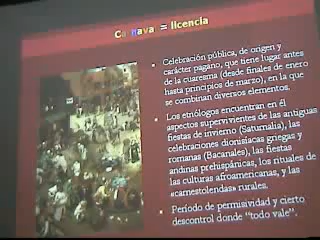 Carnaval = licencia
• Celebración pública, de origen y
carácter pagano, que tiene lugar antes
de la cuaresma (desde finales de enero
hasta principios de marzo), en la que
se combinan diversos elementos.
• Los etnólogos encuentran en él
aspectos supervivientes de las antiguas
fiestas de invierno (Saturnalia), las
celebraciones dionisíacas griegas y
romanas (Bacanales), las fiestas
andinas prehispánicas, los rituales de
las culturas afroamericanas, y las
«carnestolendas» rurales.
• Período de permisividad y cierto
descontrol donde "todo vale".